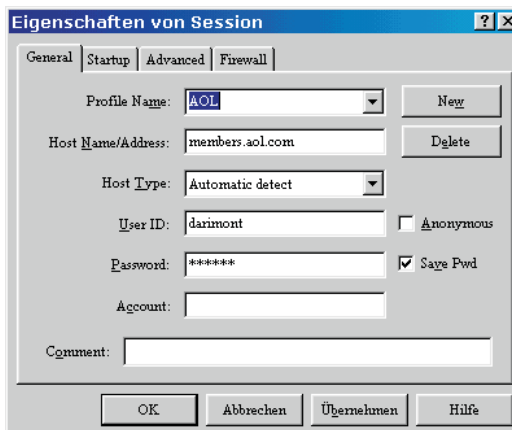 Eigenschaften von Session
General Startup Advanced Firewall
Profile Name: AOL New
Host Name/Address: members.aol.com Delete
Host Type: Automatic detect
User ID: darimont Anonymous
Password: ****** Save Pwd
Account:
Comment:
OK Abbrechen Übernehmen Hilfe